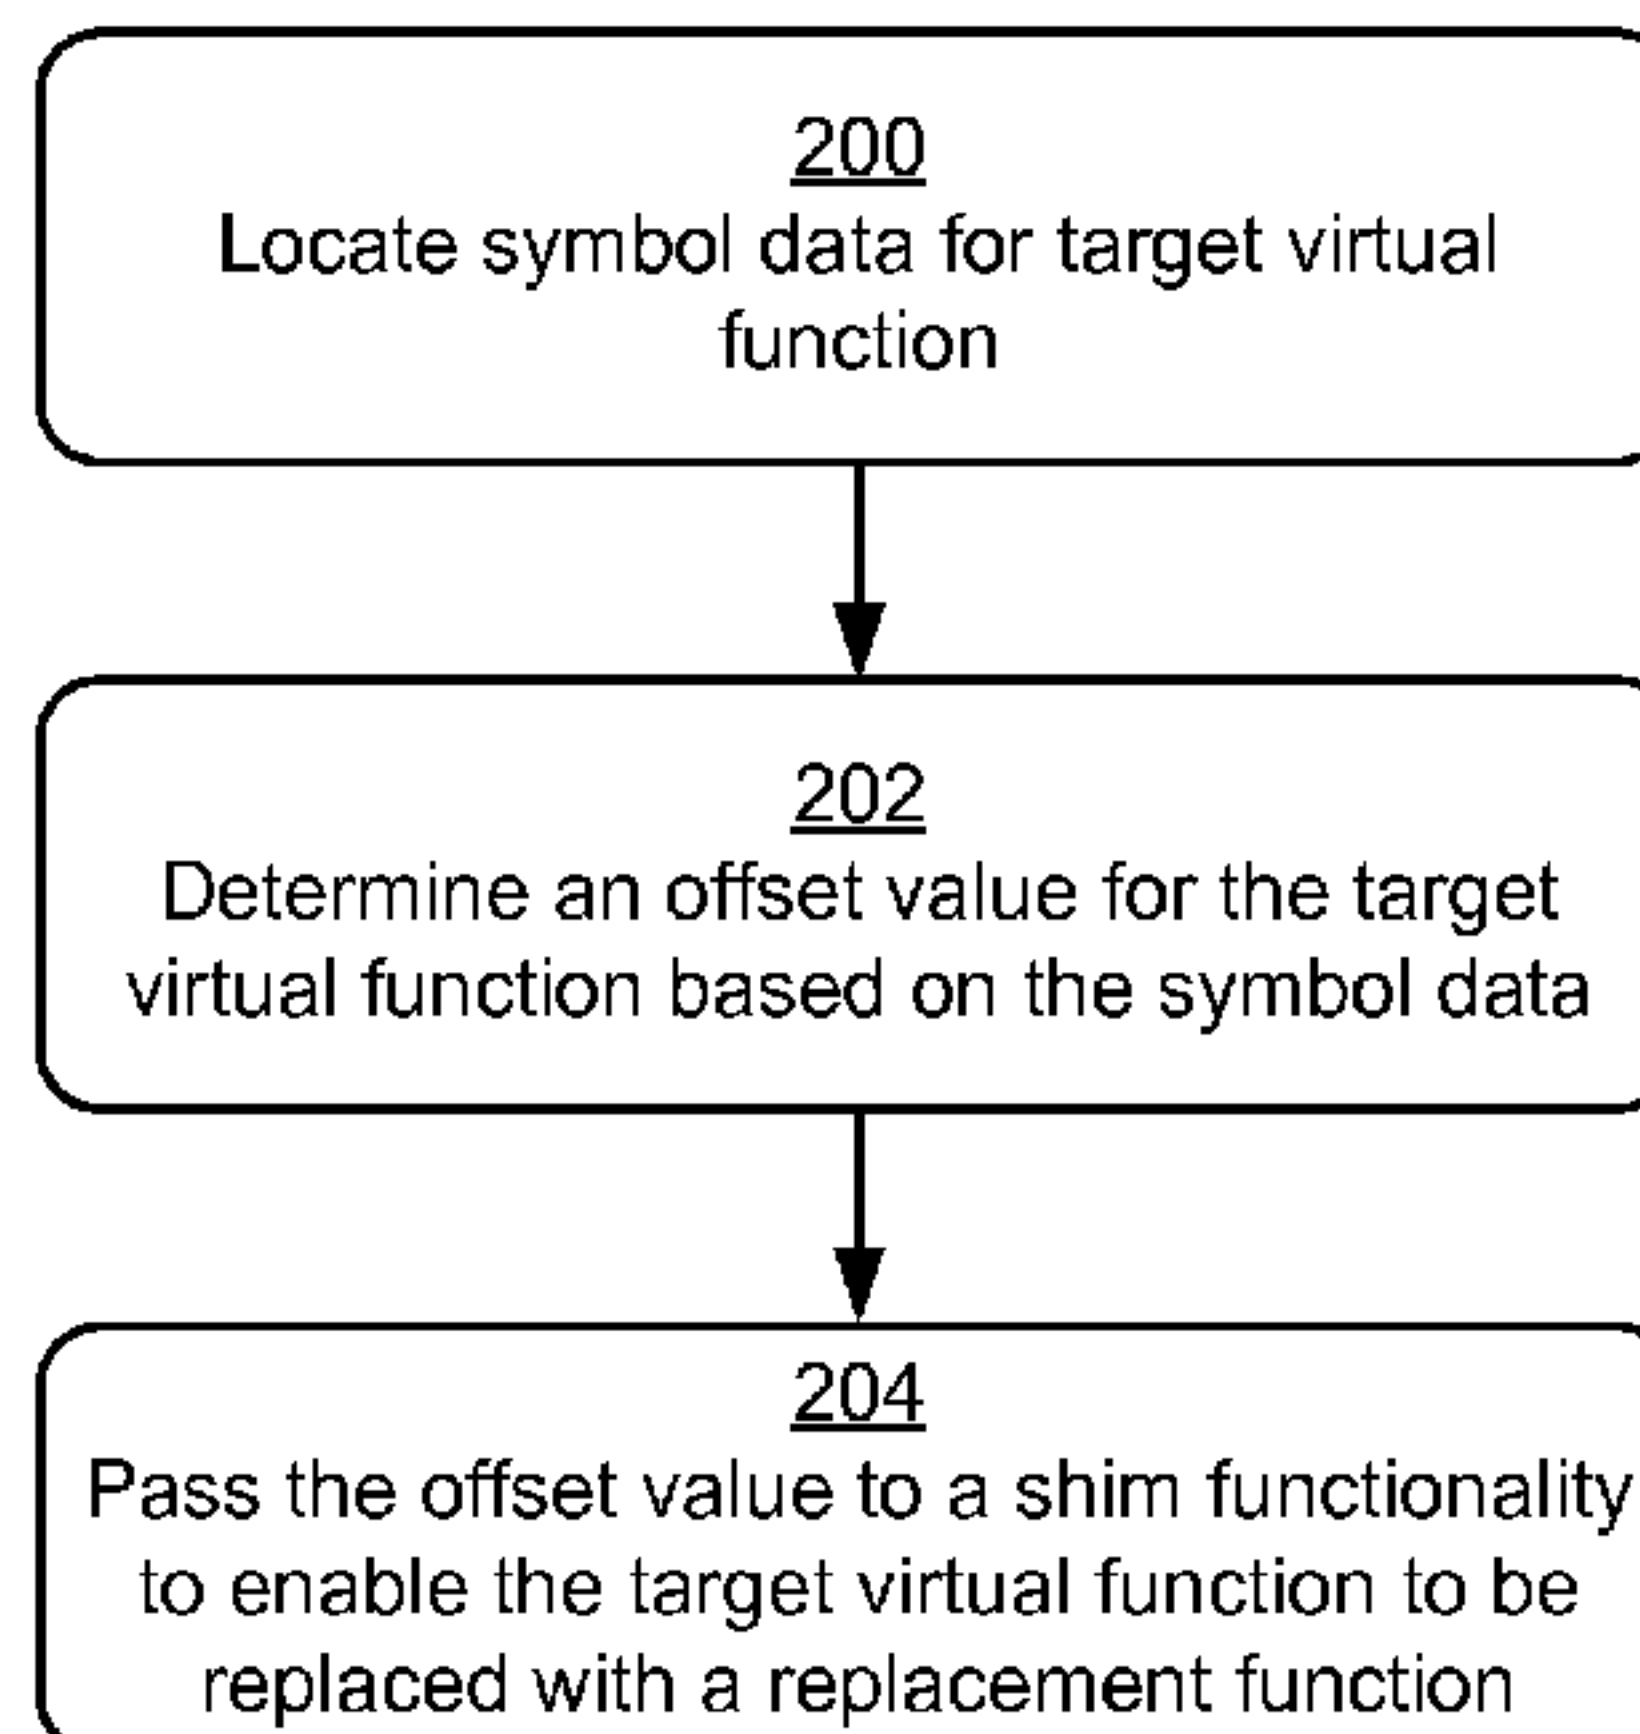 200
Locate symbol data for target virtual
function
202
Determine an offset value for the target
virtual function based on the symbol data
204
Pass the offset value to a shim functionality
to enable the target virtual function to be
replaced with a replacement function